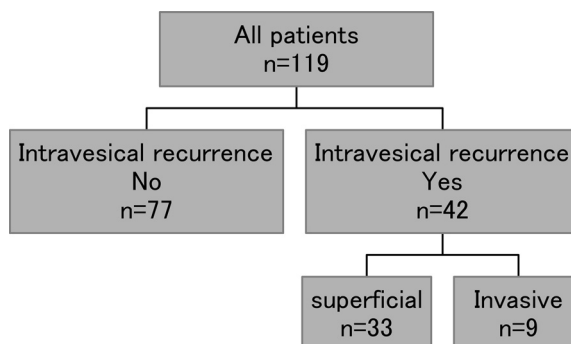 All patients
n=119
Intravesical recurrence
No
n=77
Intravesical recurrence
Yes
n=42
superficial
n=33
Invasive
n=9